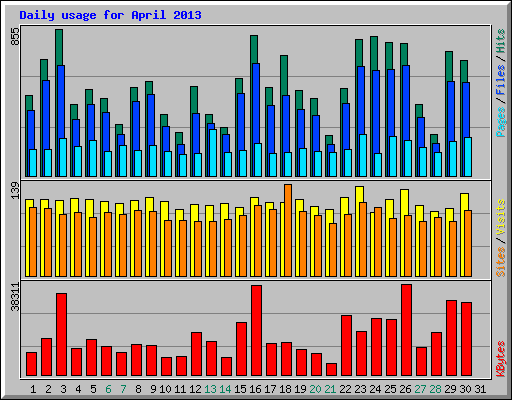 Daily usage for April 2013
855
Pages / Files / Hits
139
Sites / Visits
38311
KBytes
1 2 3 4 5 6 7 8 9 10 11 12 13 14 15 16 17 18 19 20 21 22 23 24 25 26 27 28 29 30 31